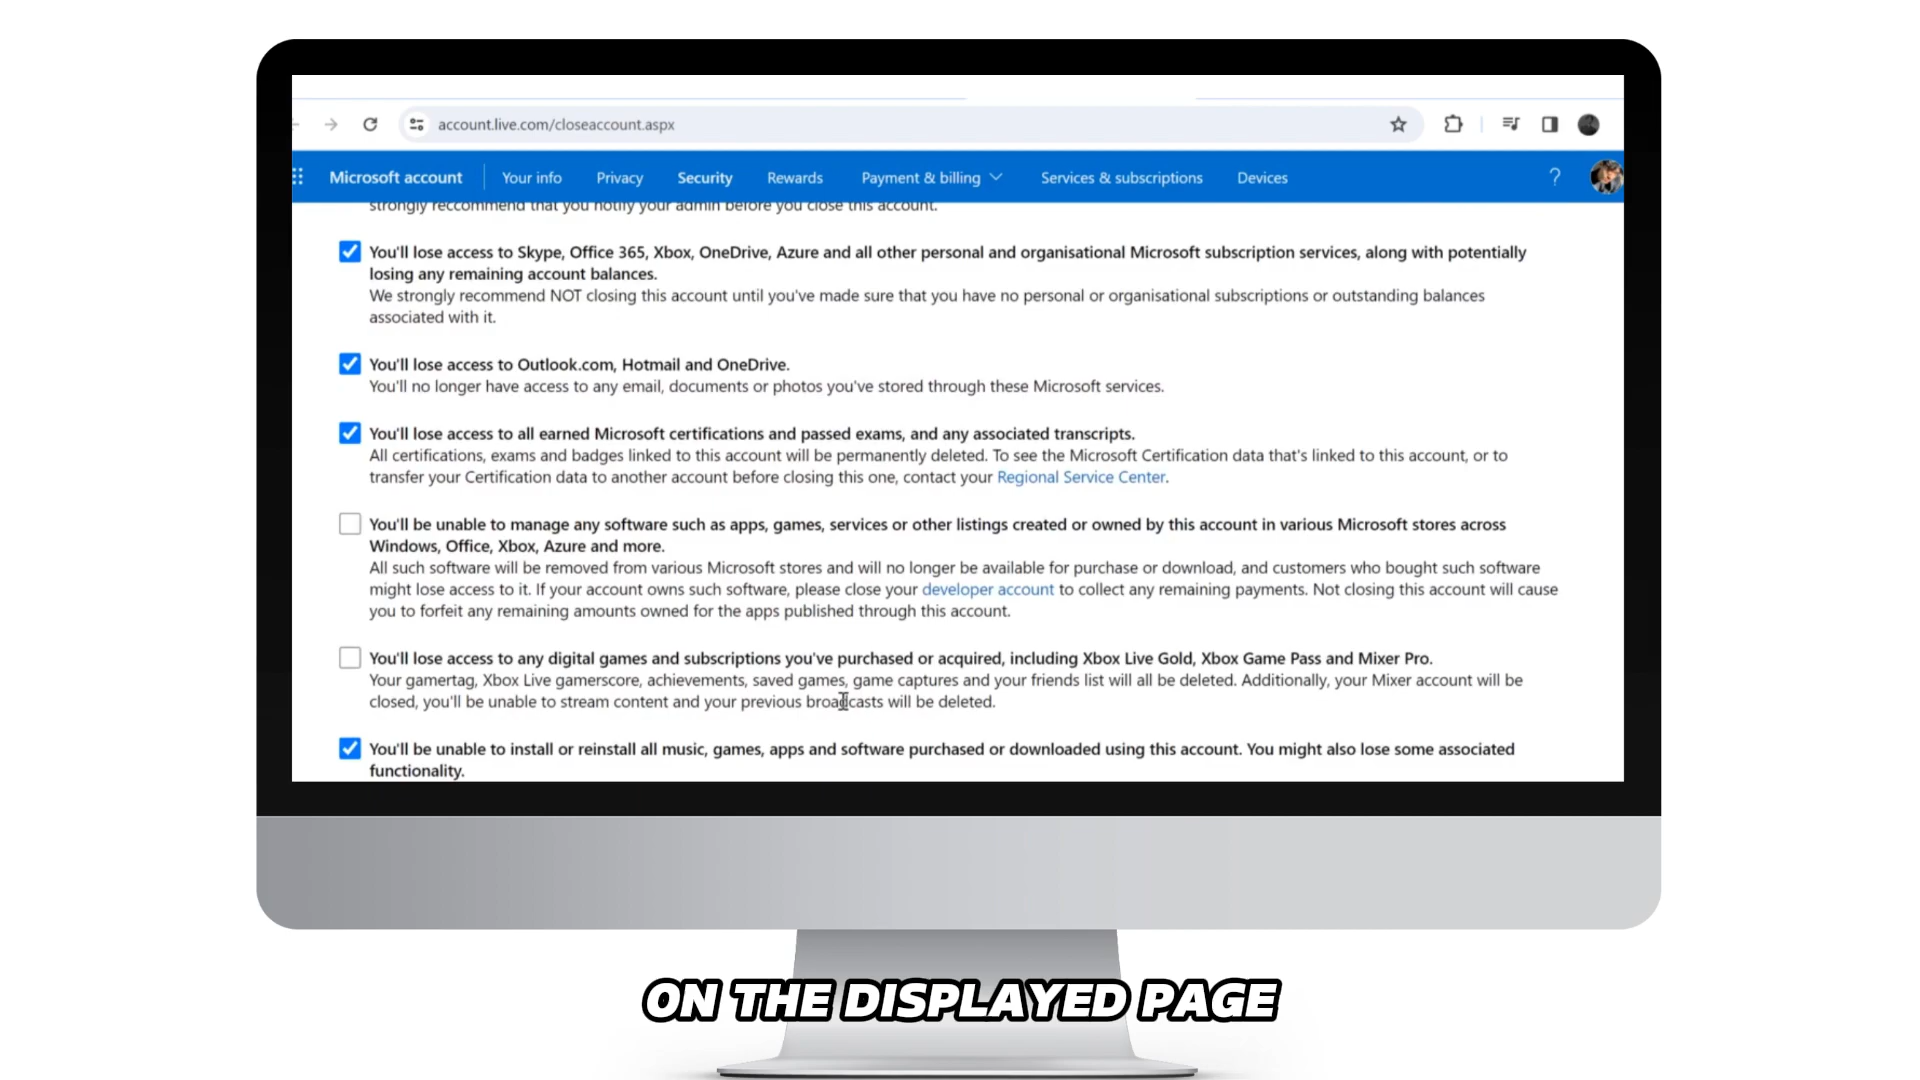 account.live.com/closeaccount.aspx
Microsoft account Your info Privacy Security Rewards Payment & billing Services & subscriptions Devices ?
strongly reccommend that you notify your admin before you close this account.
You'll lose access to Skype, Office 365, Xbox, OneDrive, Azure and all other personal and organisational Microsoft subscription services, along with potentially
losing any remaining account balances.
We strongly recommend NOT closing this account until you've made sure that you have no personal or organisational subscriptions or outstanding balances
associated with it.
You'll lose access to Outlook.com, Hotmail and OneDrive.
You'll no longer have access to any email, documents or photos you've stored through these Microsoft services.
You'll lose access to all earned Microsoft certifications and passed exams, and any associated transcripts.
All certifications, exams and badges linked to this account will be permanently deleted. To see the Microsoft Certification data that's linked to this account, or to
transfer your Certification data to another account before closing this one, contact your Regional Service Center.
You'll be unable to manage any software such as apps, games, services or other listings created or owned by this account in various Microsoft stores across
Windows, Office, Xbox, Azure and more.
All such software will be removed from various Microsoft stores and will no longer be available for purchase or download, and customers who bought such software
might lose access to it. If your account owns such software, please close your developer account to collect any remaining payments. Not closing this account will cause
you to forfeit any remaining amounts owned for the apps published through this account.
You'll lose access to any digital games and subscriptions you've purchased or acquired, including Xbox Live Gold, Xbox Game Pass and Mixer Pro.
Your gamertag, Xbox Live gamerscore, achievements, saved games, game captures and your friends list will all be deleted. Additionally, your Mixer account will be
closed, you'll be unable to stream content and your previous broadcasts will be deleted.
You'll be unable to install or reinstall all music, games, apps and software purchased or downloaded using this account. You might also lose some associated
functionality.
ON THE DISPLAYED PAGE